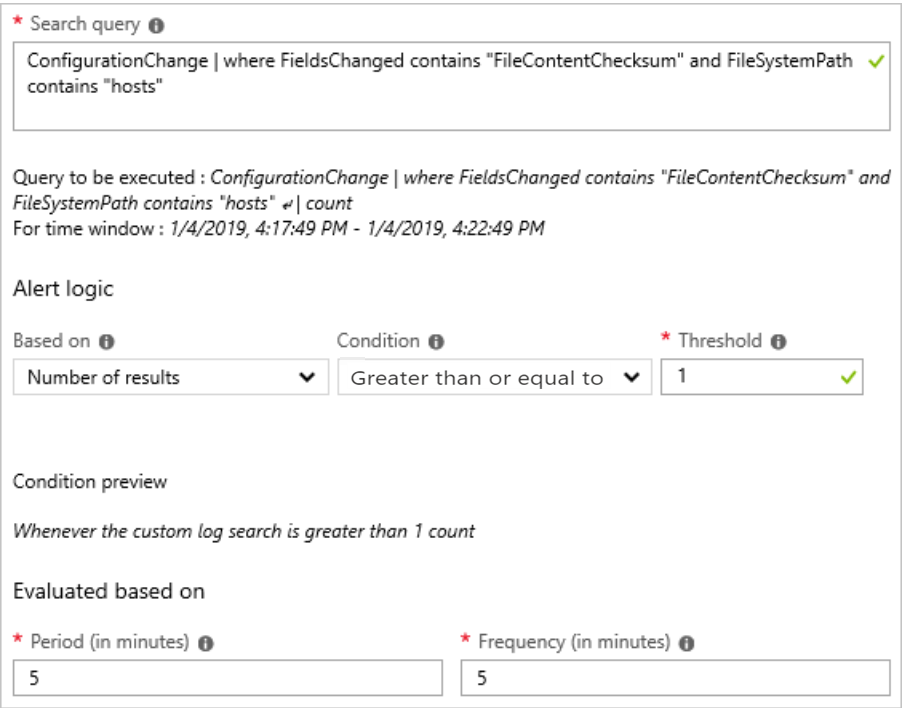 * Search query
ConfigurationChange | where FieldsChanged contains "FileContentChecksum" and FileSystemPath
contains "hosts"
Query to be executed : ConfigurationChange | where FieldsChanged contains "FileContentChecksum" and
FileSystemPath contains "hosts" ↵ | count
For time window : 1/4/2019, 4:17:49 PM - 1/4/2019, 4:22:49 PM
Alert logic
Based on Condition * Threshold
Number of results Greater than or equal to 1
Condition preview
Whenever the custom log search is greater than 1 count
Evaluated based on
* Period (in minutes) * Frequency (in minutes)
5 5